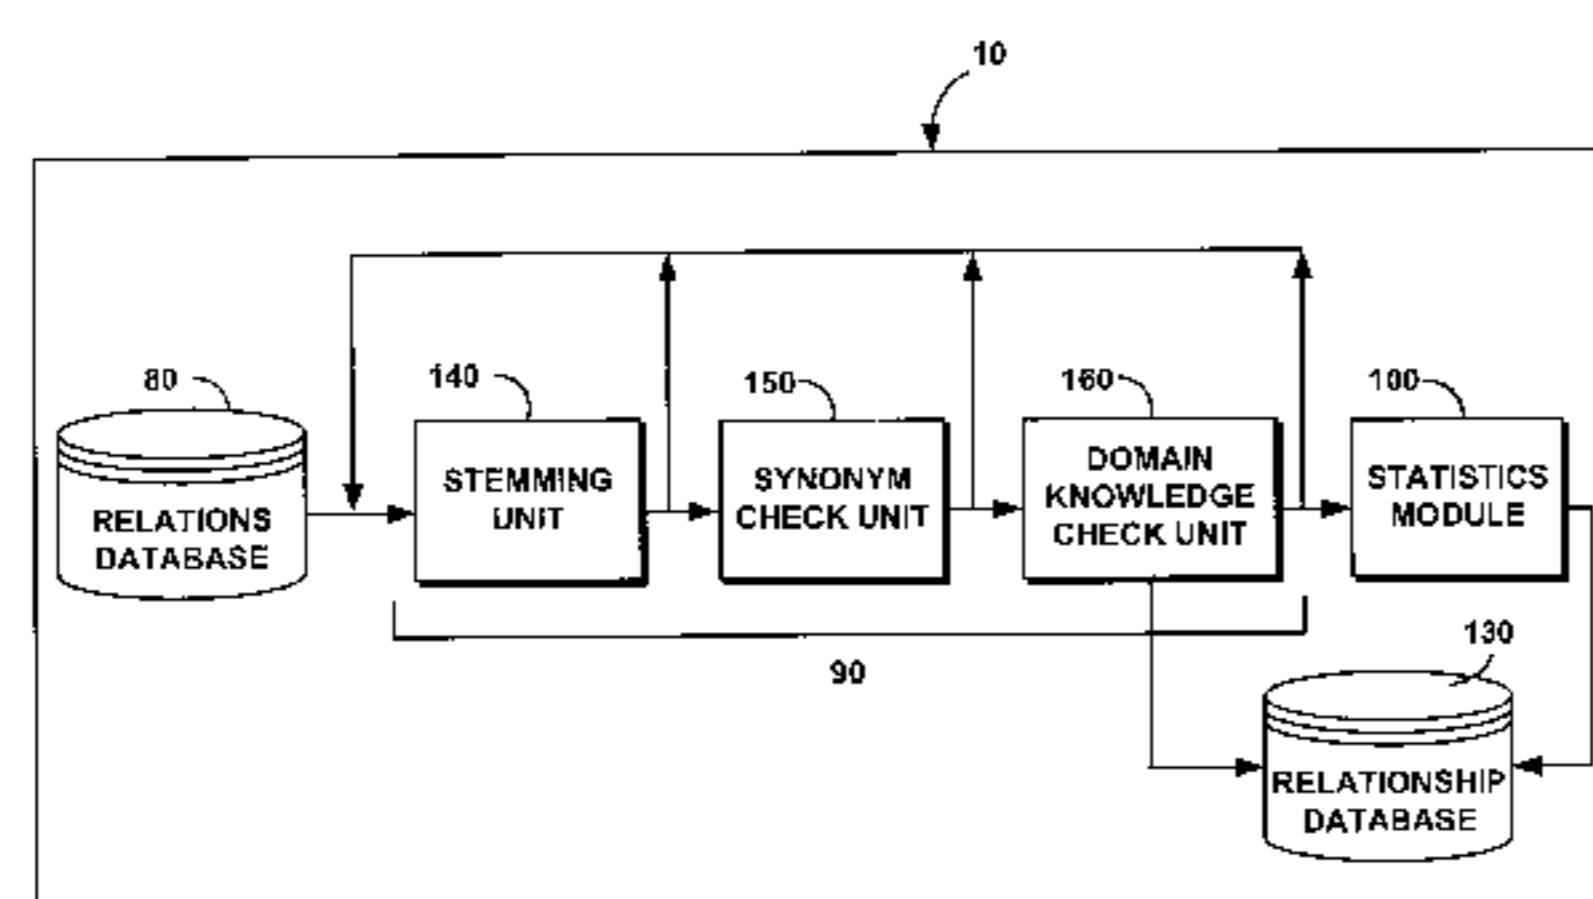 10
80
140
150
160
100
RELATIONS
DATABASE
STEMMING
UNIT
SYNONYM
CHECK UNIT
DOMAIN
KNOWLEDGE
CHECK UNIT
STATISTICS
MODULE
90
130
RELATIONSHIP
DATABASE